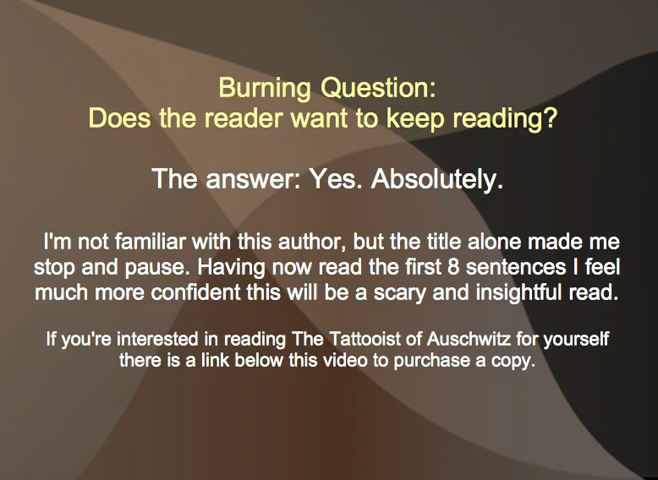 Burning Question:
Does the reader want to keep reading?
The answer: Yes. Absolutely.
I'm not familiar with this author, but the title alone made me
stop and pause. Having now read the first 8 sentences I feel
much more confident this will be a scary and insightful read.
If you're interested in reading The Tattooist of Auschwitz for yourself
there is a link below this video to purchase a copy.